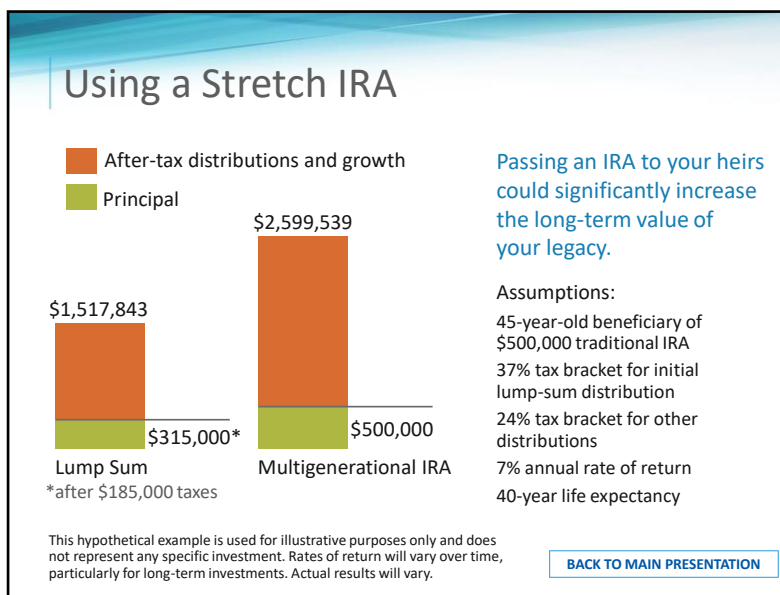 Using a Stretch IRA
After-tax distributions and growth
Principal
$2,599,539
$1,517,843
$315,000*
$500,000
Lump Sum
Multigenerational IRA
*after $185,000 taxes
Passing an IRA to your heirs
could significantly increase
the long-term value of
your legacy.
Assumptions:
45-year-old beneficiary of
$500,000 traditional IRA
37% tax bracket for initial
lump-sum distribution
24% tax bracket for other
distributions
7% annual rate of return
40-year life expectancy
This hypothetical example is used for illustrative purposes only and does
not represent any specific investment. Rates of return will vary over time,
particularly for long-term investments. Actual results will vary.
BACK TO MAIN PRESENTATION